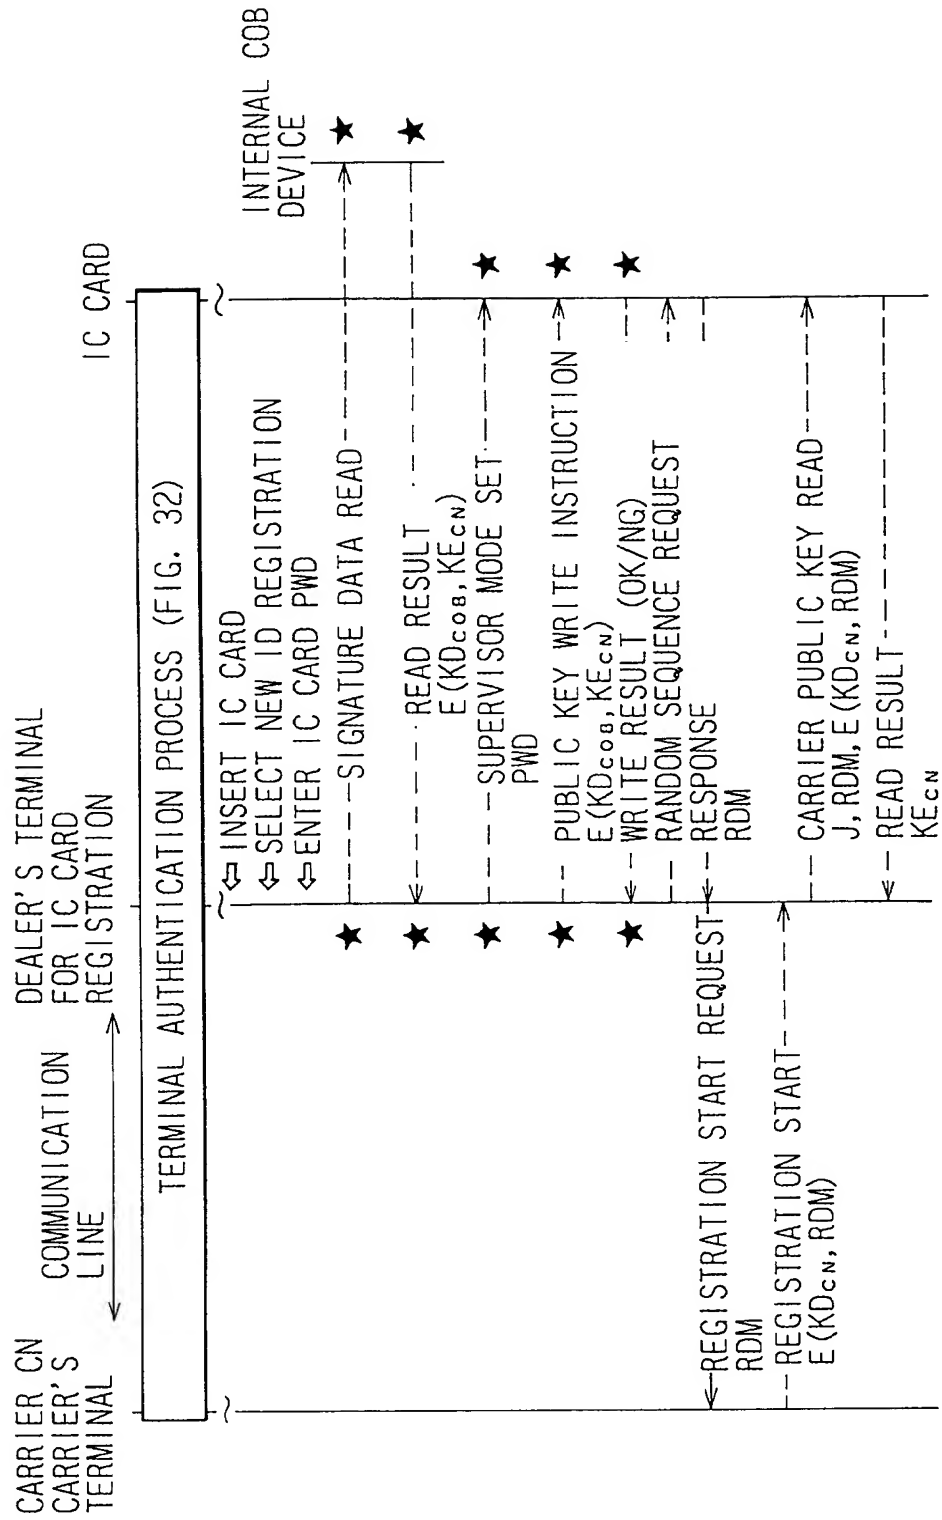 CARRIER CN
CARRIER'S
TERMINAL
COMMUNICATION
LINE
DEALER'S TERMINAL
FOR IC CARD
REGISTRATION
IC CARD
TERMINAL AUTHENTICATION PROCESS (FIG. 32)
INTERNAL COB
DEVICE
INSERT IC CARD
SELECT NEW ID REGISTRATION
ENTER IC CARD PWD
SIGNATURE DATA READ
READ RESULT
E(KDCOB, KECN)
SUPERVISOR MODE SET
PWD
PUBLIC KEY WRITE INSTRUCTION
E(KDCOB, KECN)
WRITE RESULT (OK/NG)
RANDOM SEQUENCE REQUEST
RESPONSE
RDM
REGISTRATION START REQUEST
RDM
REGISTRATION START
E(KDCN, RDM)
CARRIER PUBLIC KEY READ
J, RDM, E(KDCN, RDM)
READ RESULT
KECN